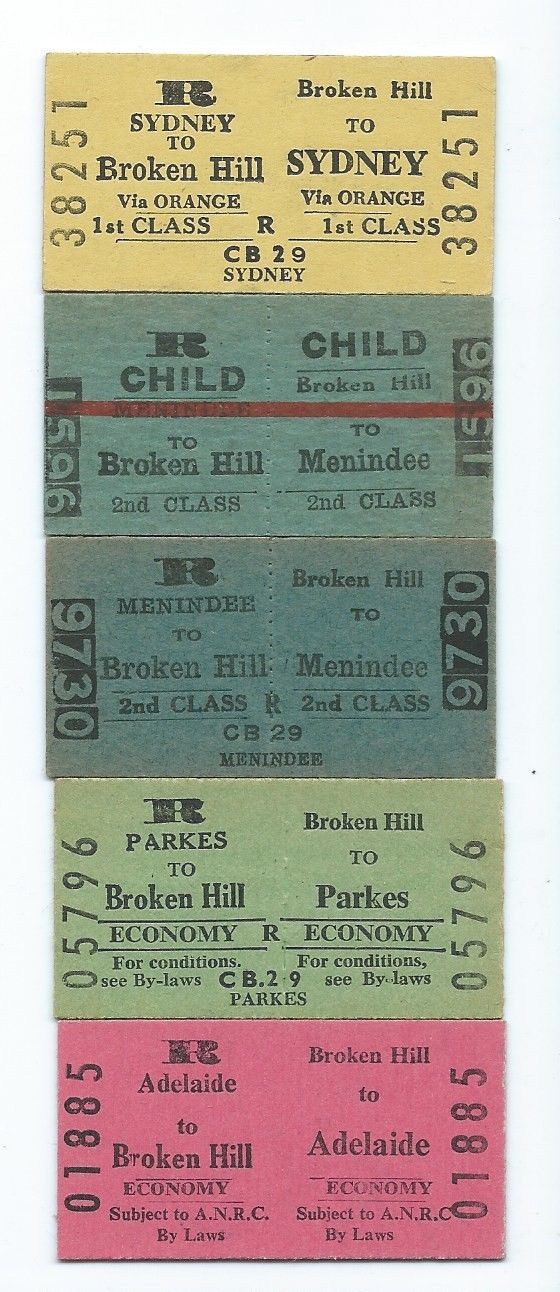 38251
R
SYDNEY
TO
Broken Hill
Via ORANGE
1st CLASS
R
Broken Hill
TO
SYDNEY
Via ORANGE
1st CLASS
CB 29
SYDNEY
38251
1596
R
CHILD
MENINDEE
TO
Broken Hill
2nd CLASS
CHILD
Broken Hill
TO
Menindee
2nd CLASS
1596
9730
R
MENINDEE
TO
Broken Hill
2nd CLASS
R
Broken Hill
TO
Menindee
2nd CLASS
CB 29
MENINDEE
9730
05796
R
PARKES
TO
Broken Hill
ECONOMY
For conditions.
see By-laws
R
Broken Hill
TO
Parkes
ECONOMY
For conditions,
see By-laws
CB.29
PARKES
05796
01885
R
Adelaide
to
Broken Hill
ECONOMY
Subject to A.N.R.C.
By Laws
Broken Hill
to
Adelaide
ECONOMY
Subject to A.N.R.C
By Laws
01885